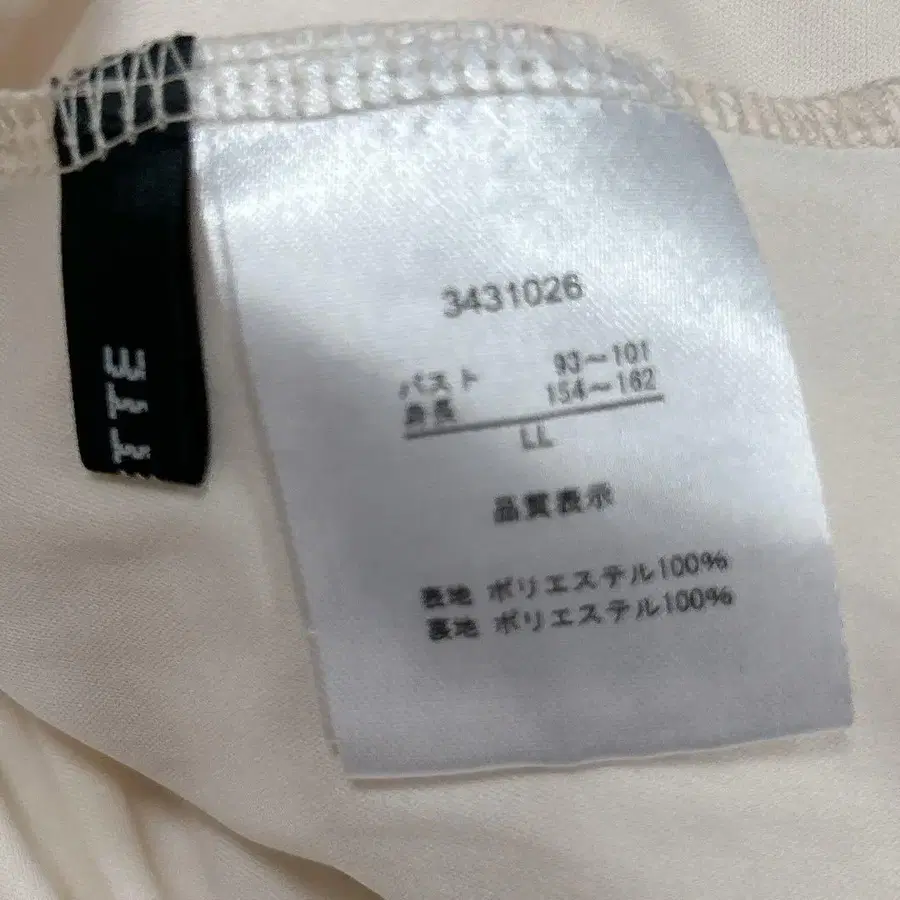 3431026
バスト 93～101
身長 154～162
LL
品質表示
表地 ポリエステル100%
裏地 ポリエステル100%